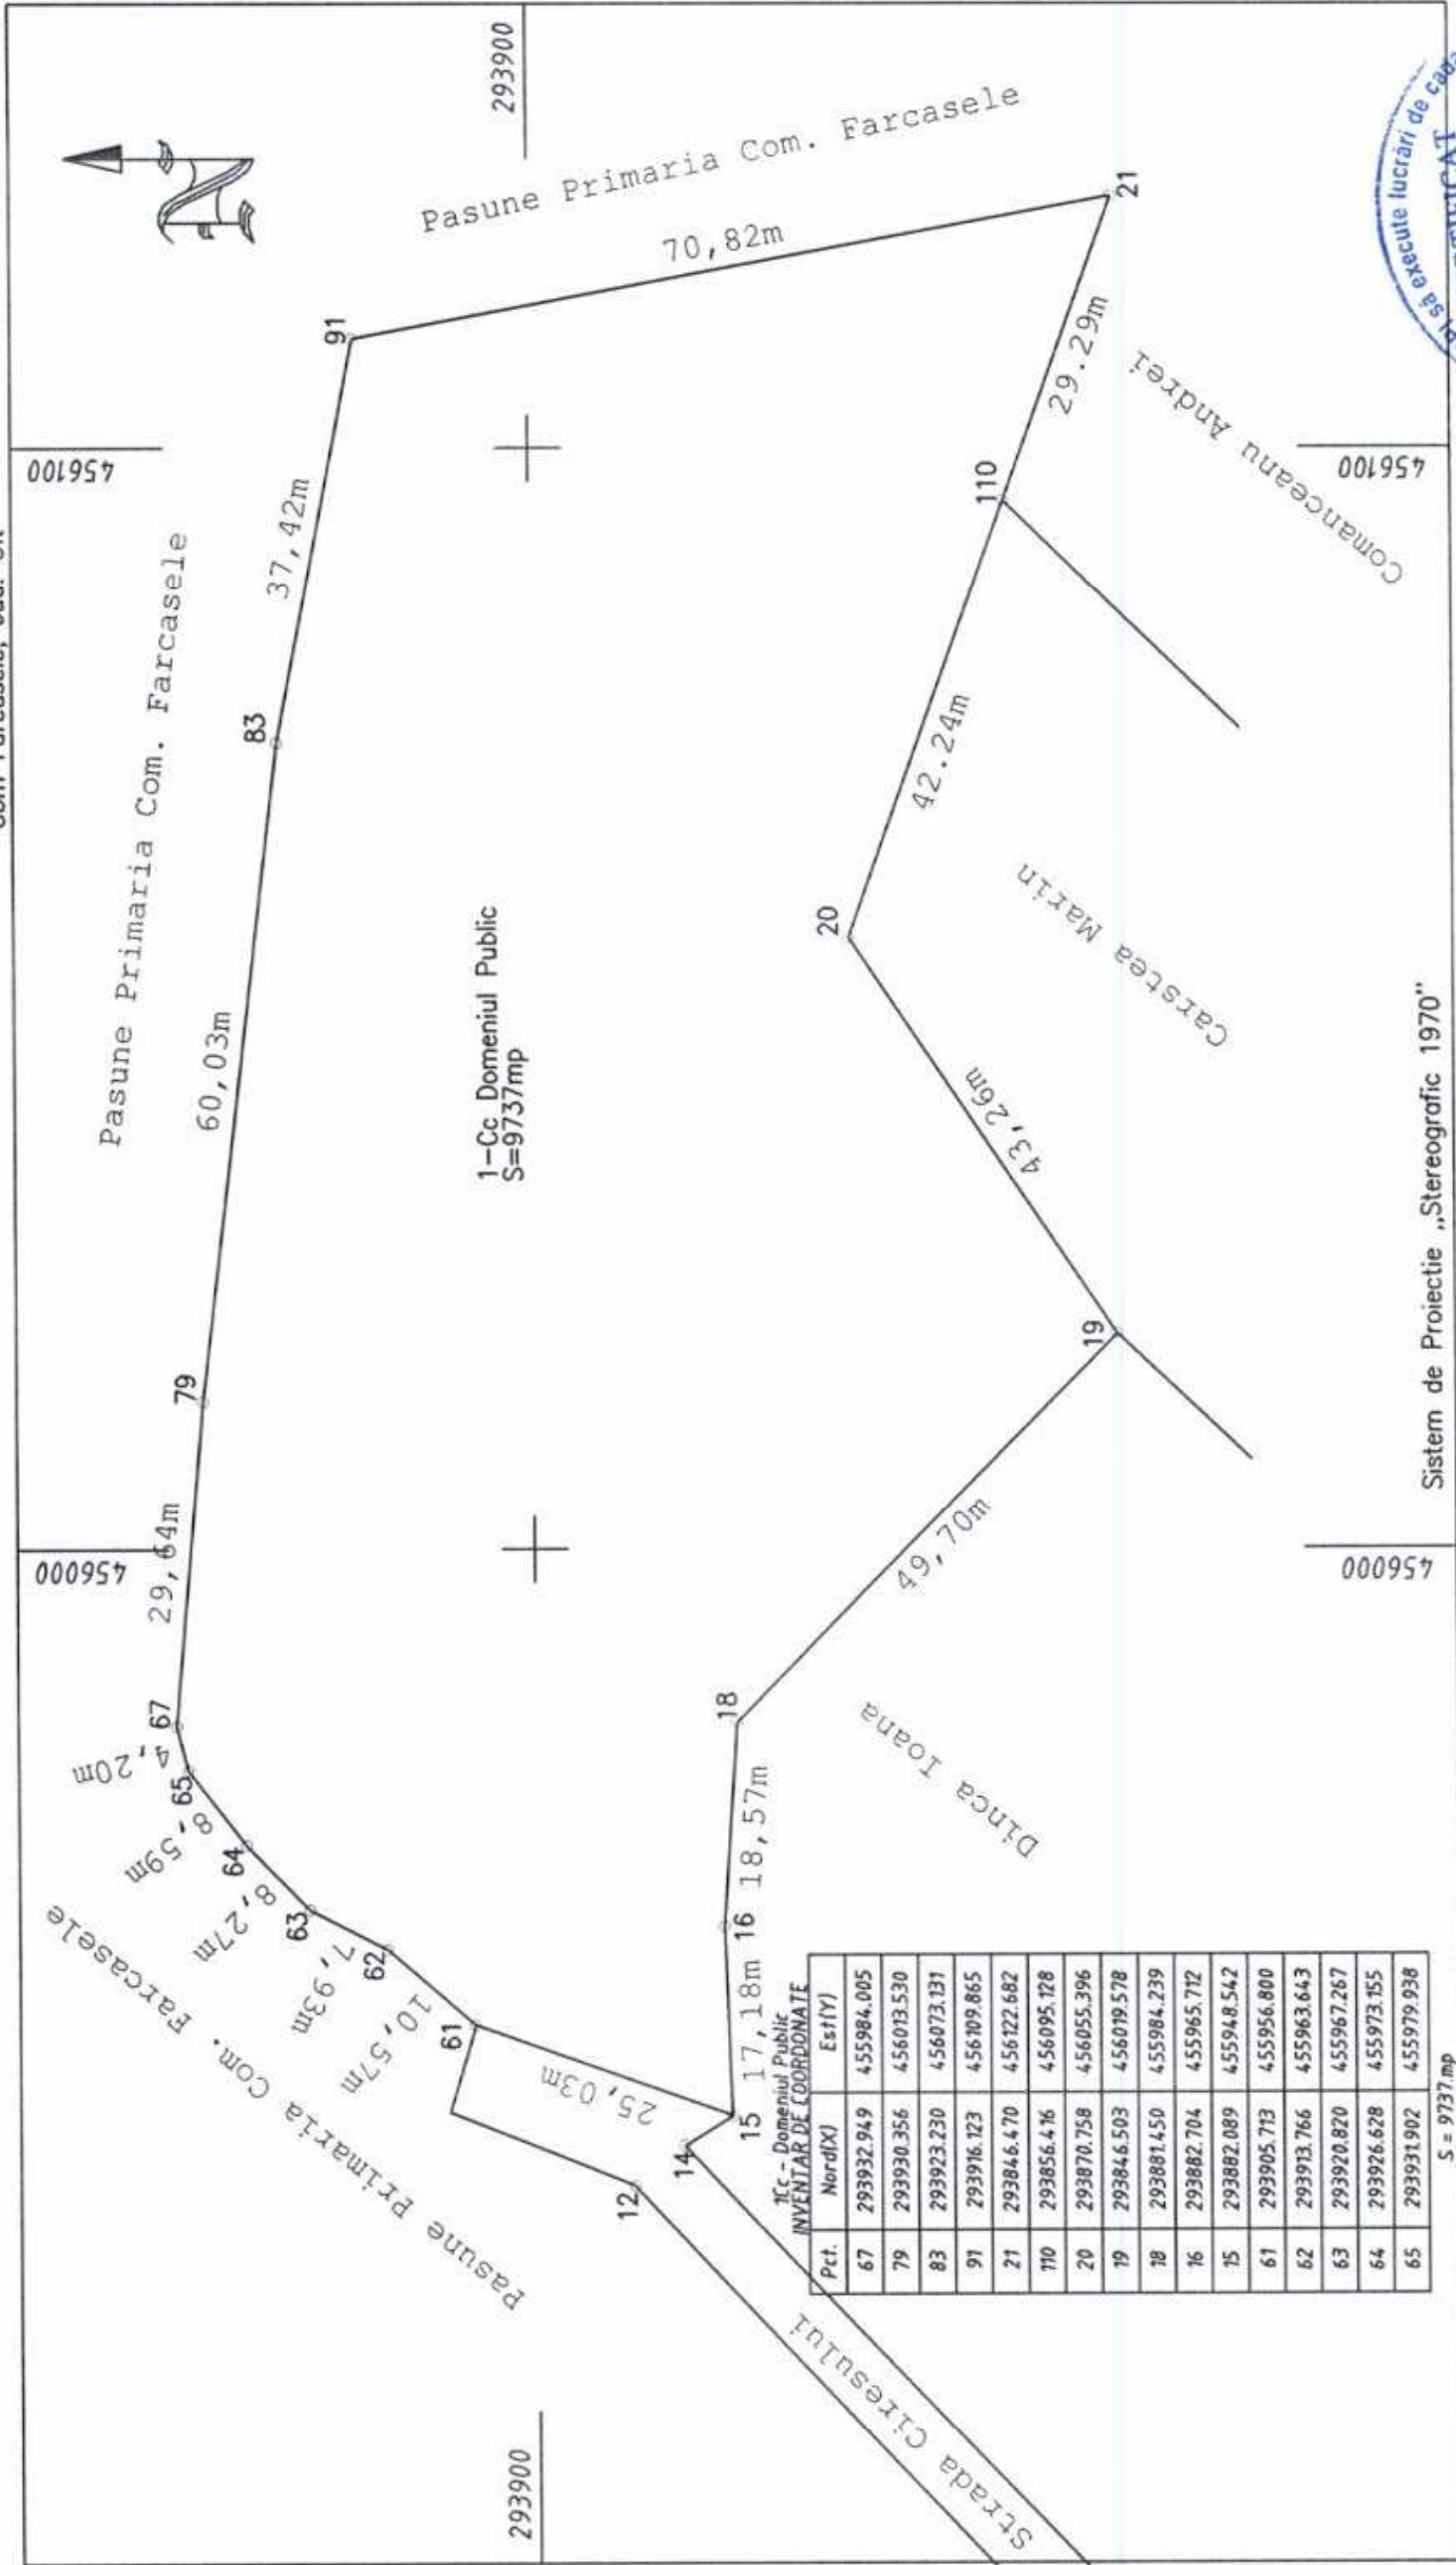 293900
456100
Pasune Primaria Com. Farcasele
Pasune Primaria Com. Farcasele
91
70,82m
37,42m
83
60,03m
79
29,64m
456000
67
4,20m
65
8,59m
64
8,27m
63
7,93m
62
10,57m
61
25,03m
Pasune Primaria Com. Farcasele
1-Cc Domeniul Public
S=9737mp
21
29.29m
110
42.24m
20
43,26m
19
49,70m
18
18,57m
16
17,18m
15
14
12
Comanceanu Andrei
Carstea Marin
Dinca Ioana
Strada Ciresului
293900
456100
456000
să execute lucrări de
1Cc - Domeniul Public
INVENTAR DE COORDONATE
Pct. Nord(X) Est(Y)
67 293932.949 455984.005
79 293930.356 456013.530
83 293923.230 456073.131
91 293916.123 456109.865
21 293846.470 456122.682
110 293856.416 456095.128
20 293870.758 456055.396
19 293846.503 456019.578
18 293881.450 455984.239
16 293882.704 455965.712
15 293882.089 455948.542
61 293905.713 455956.800
62 293913.766 455963.643
63 293920.820 455967.267
64 293926.628 455973.155
65 293931.902 455979.938
S = 9737.mp
Sistem de Proiectie „Stereografic 1970”